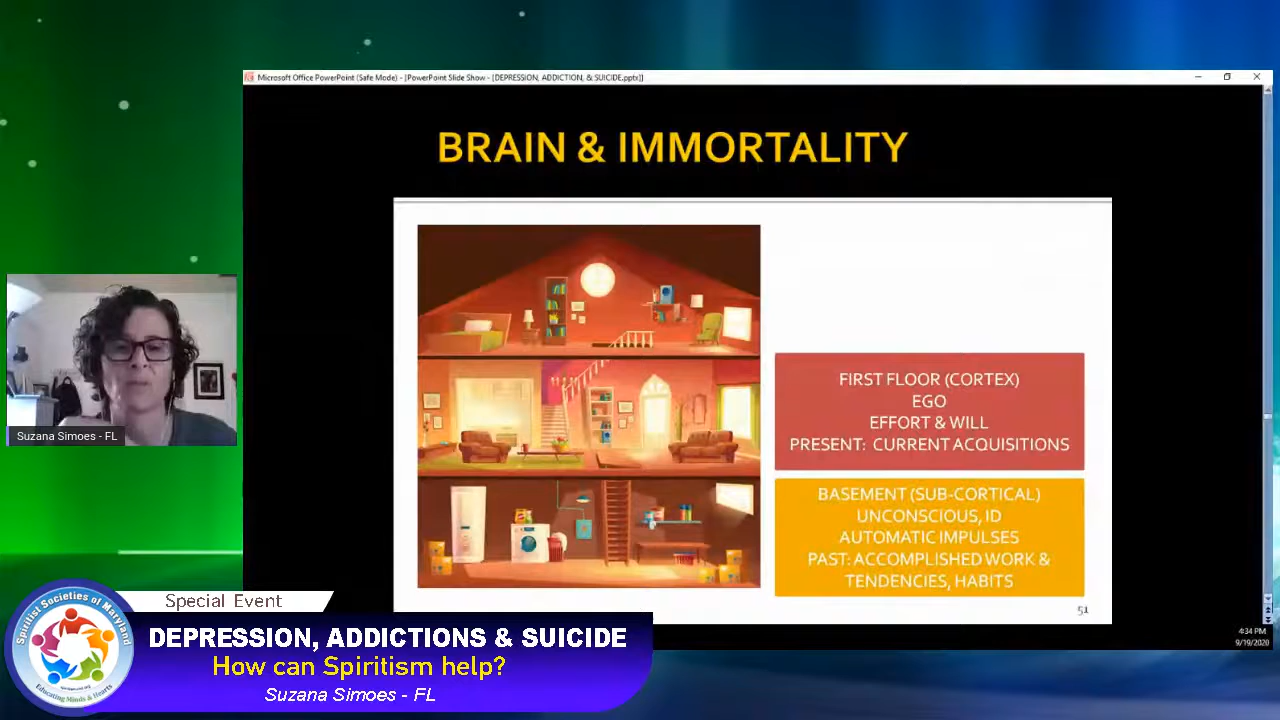 Microsoft Office PowerPoint (Safe Mode) - [PowerPoint Slide Show - [DEPRESSION, ADDICTION, & SUICIDE.pptx]]
BRAIN & IMMORTALITY
FIRST FLOOR (CORTEX)
EGO
EFFORT & WILL
PRESENT: CURRENT ACQUISITIONS
BASEMENT (SUB-CORTICAL)
UNCONSCIOUS, ID
AUTOMATIC IMPULSES
PAST: ACCOMPLISHED WORK &
TENDENCIES, HABITS
51
4:34 PM
9/19/2020
Suzana Simoes - FL
Spiritist Societies of Maryland
Educating Minds & Hearts
Special Event
DEPRESSION, ADDICTIONS & SUICIDE
How can Spiritism help?
Suzana Simoes - FL